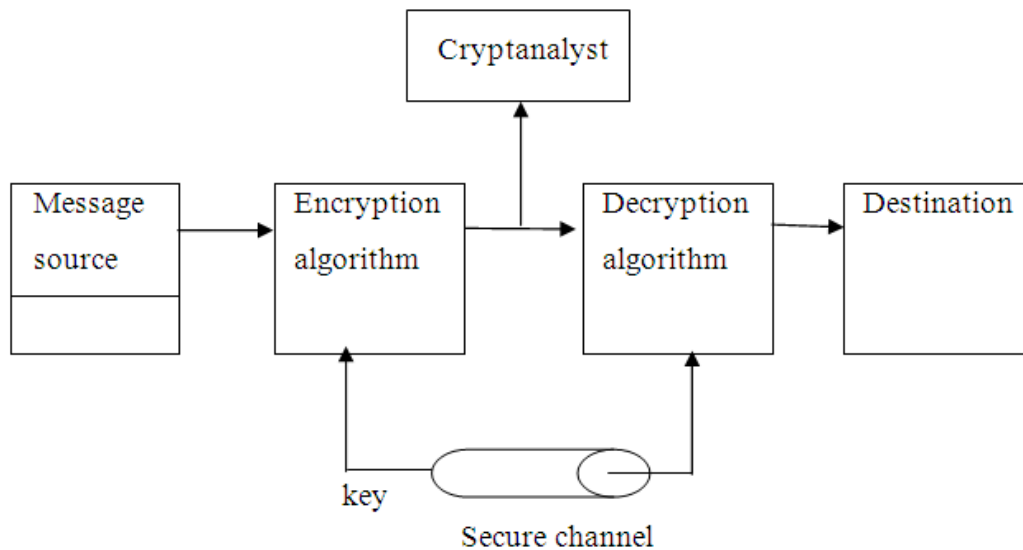 Cryptanalyst
Message
source
Encryption
algorithm
Decryption
algorithm
Destination
key
Secure channel